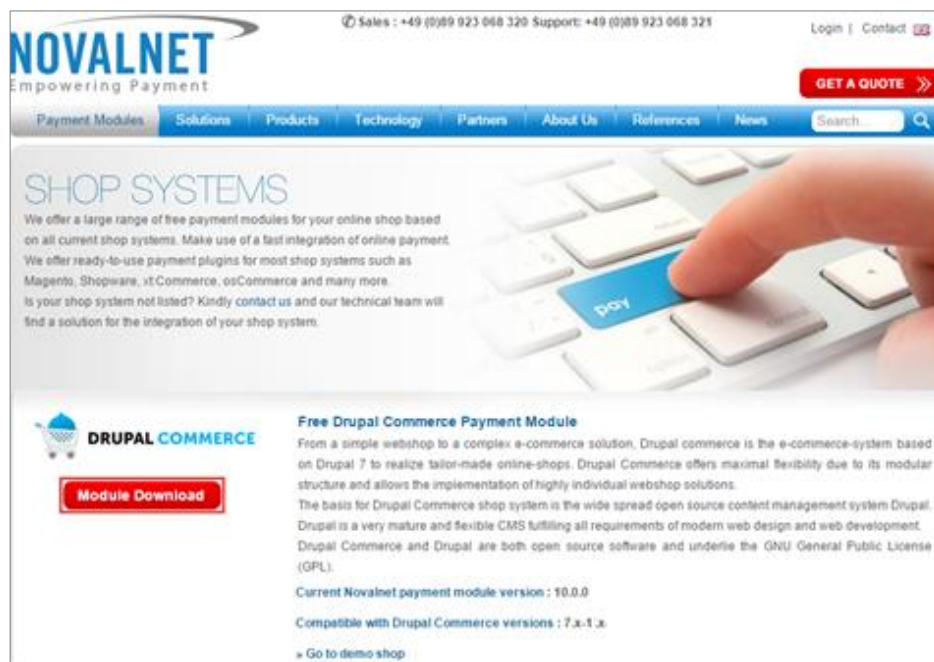 ✆ Sales : +49 (0)89 923 068 320 Support: +49 (0)89 923 068 321
Login | Contact
NOVALNET
Empowering Payment
GET A QUOTE »
Payment Modules Solutions Products Technology Partners About Us References News Search...
SHOP SYSTEMS
We offer a large range of free payment modules for your online shop based
on all current shop systems. Make use of a fast integration of online payment.
We offer ready-to-use payment plugins for most shop systems such as
Magento, Shopware, xt:Commerce, osCommerce and many more.
Is your shop system not listed? Kindly contact us and our technical team will
find a solution for the integration of your shop system.
pay
DRUPAL COMMERCE
Module Download
Free Drupal Commerce Payment Module
From a simple webshop to a complex e-commerce solution, Drupal commerce is the e-commerce-system based
on Drupal 7 to realize tailor-made online-shops. Drupal Commerce offers maximal flexibility due to its modular
structure and allows the implementation of highly individual webshop solutions.
The basis for Drupal Commerce shop system is the wide spread open source content management system Drupal.
Drupal is a very mature and flexible CMS fulfilling all requirements of modern web design and web development.
Drupal Commerce and Drupal are both open source software and underlie the GNU General Public License
(GPL).
Current Novalnet payment module version : 10.0.0
Compatible with Drupal Commerce versions : 7.x-1.x
» Go to demo shop